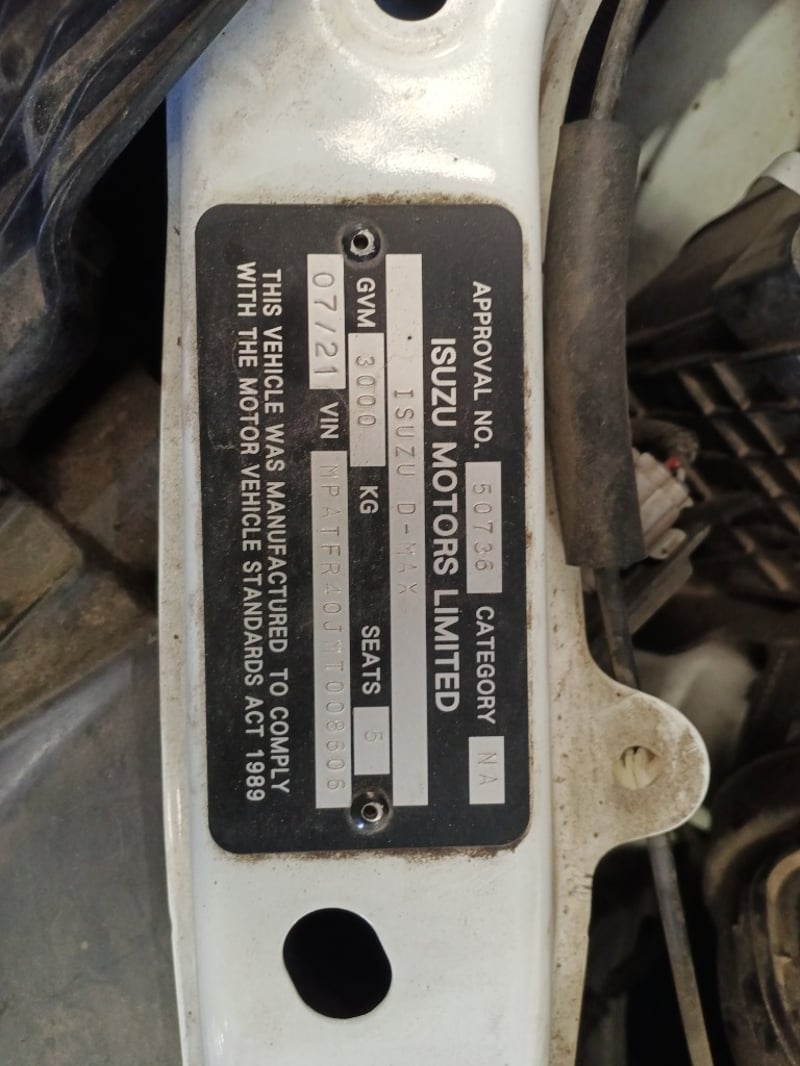 APPROVAL NO. 50736 CATEGORY NA
ISUZU MOTORS LIMITED
ISUZU D-MAX
GVM 3000 KG SEATS 5
07/21 VIN MPATFR40JMT008606
THIS VEHICLE WAS MANUFACTURED TO COMPLY
WITH THE MOTOR VEHICLE STANDARDS ACT 1989